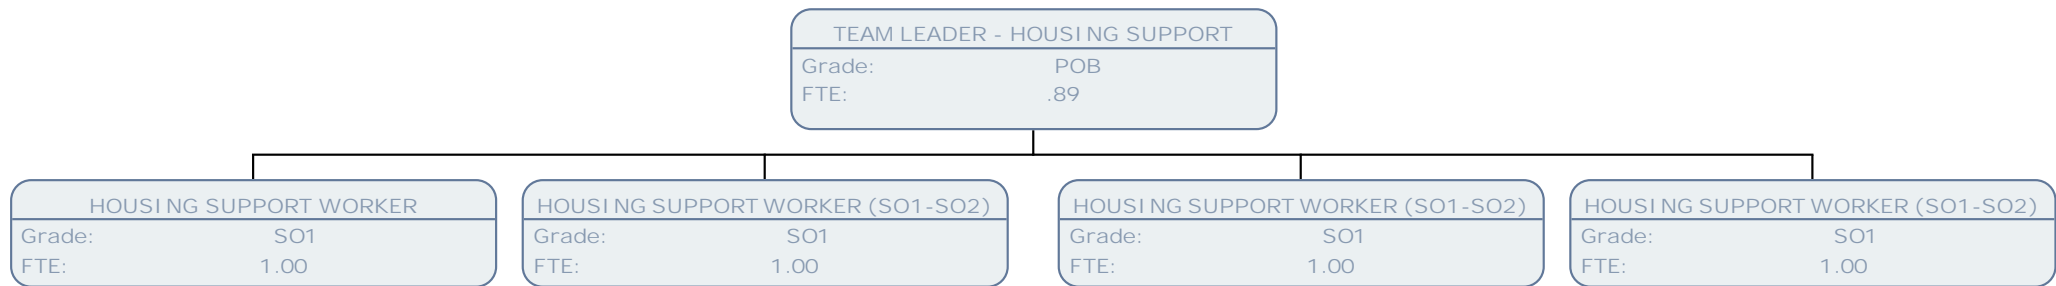 TEAM LEADER - HOUSING SUPPORT
Grade: POB
FTE: .89
HOUSING SUPPORT WORKER
Grade: SO1
FTE: 1.00
HOUSING SUPPORT WORKER (SO1-SO2)
Grade: SO1
FTE: 1.00
HOUSING SUPPORT WORKER (SO1-SO2)
Grade: SO1
FTE: 1.00
HOUSING SUPPORT WORKER (SO1-SO2)
Grade: SO1
FTE: 1.00